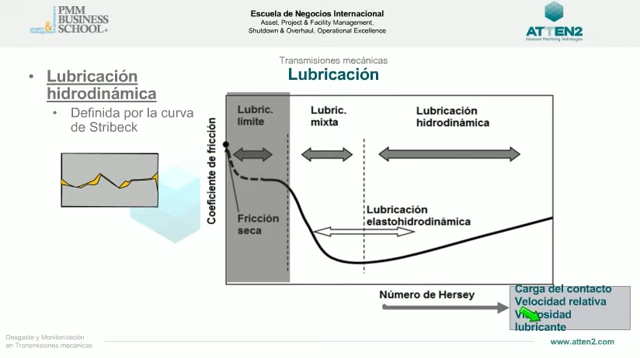 PMM
BUSINESS
SCHOOL
Escuela de Negocios Internacional
Asset, Project & Facility Management,
Shutdown & Overhaul, Operational Excellence
ATTEN2
Advanced Monitoring Technologies
Transmisiones mecánicas
Lubricación
• Lubricación
hidrodinámica
• Definida por la curva
de Stribeck
Coeficiente de fricción
Lubric.
límite
Lubric.
mixta
Lubricación
hidrodinámica
Fricción
seca
Lubricación
elastohidrodinámica
Número de Hersey
Carga del contacto
Velocidad relativa
lubricante
Desgaste y Monitorización
en Transmisiones mecánicas
www.atten2.com